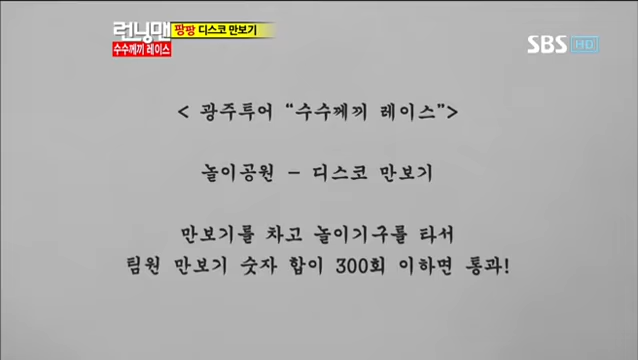 런닝맨 팡팡 디스코 만보기
수수께끼 레이스
SBS HD
< 광주투어 “수수께끼 레이스”>
놀이공원 - 디스코 만보기
만보기를 차고 놀이기구를 타서
팀원 만보기 숫자 합이 300회 이하면 통과!